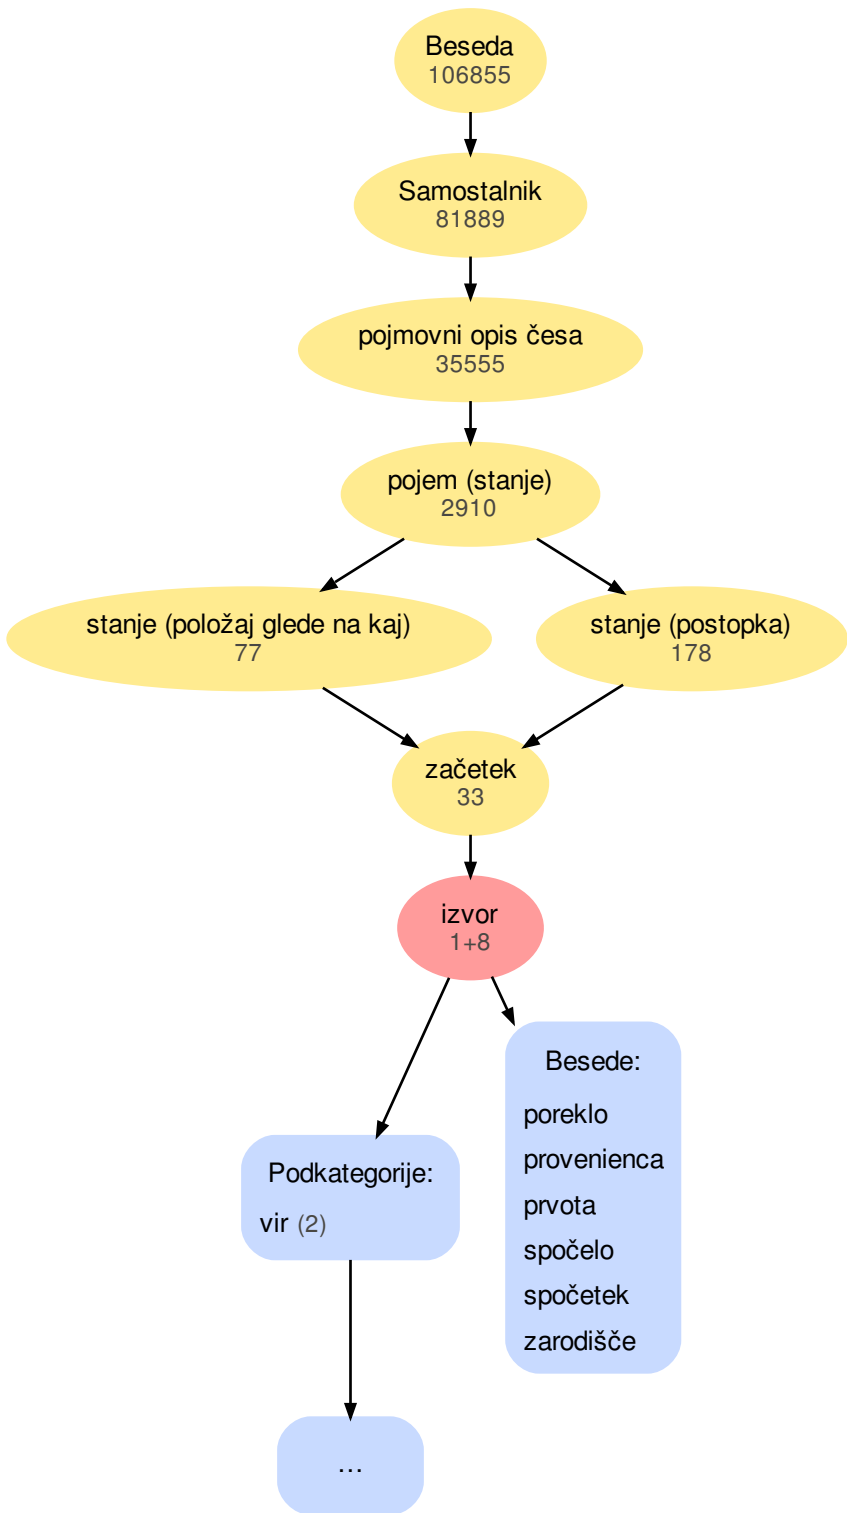 Beseda
106855
Samostalnik
81889
pojmovni opis česa
35555
pojem (stanje)
2910
stanje (položaj glede na kaj)
77
stanje (postopka)
178
začetek
33
izvor
1+8
Besede:
poreklo
provenienca
prvota
spočelo
spočetek
zarodišče
Podkategorije:
vir (2)
...